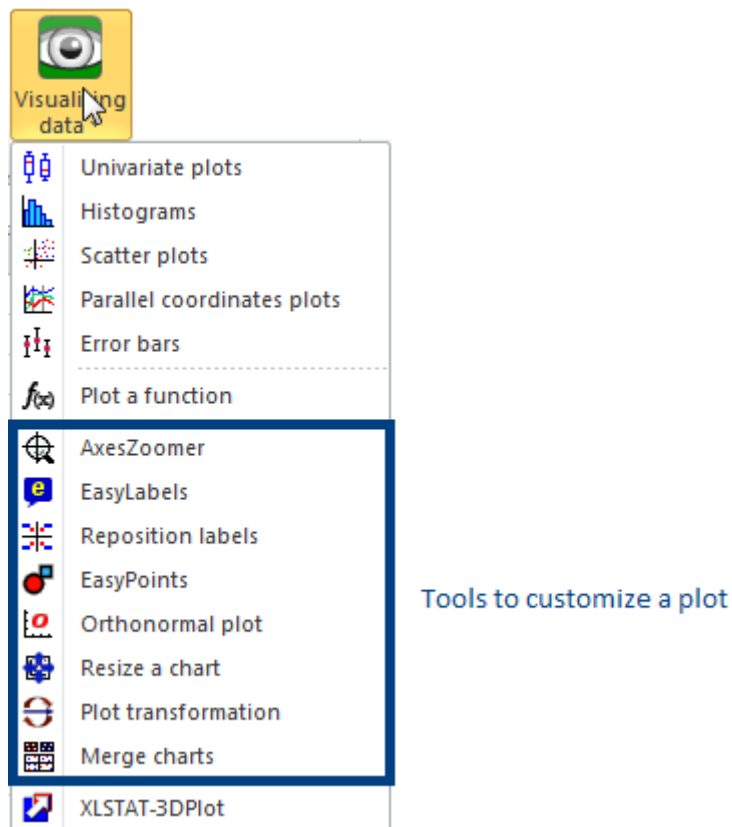 Visualizing
data
Univariate plots
Histograms
Scatter plots
Parallel coordinates plots
Error bars
f(x) Plot a function
AxesZoomer
e EasyLabels
Reposition labels
EasyPoints
Tools to customize a plot
o Orthonormal plot
Resize a chart
Plot transformation
Merge charts
XLSTAT-3DPlot